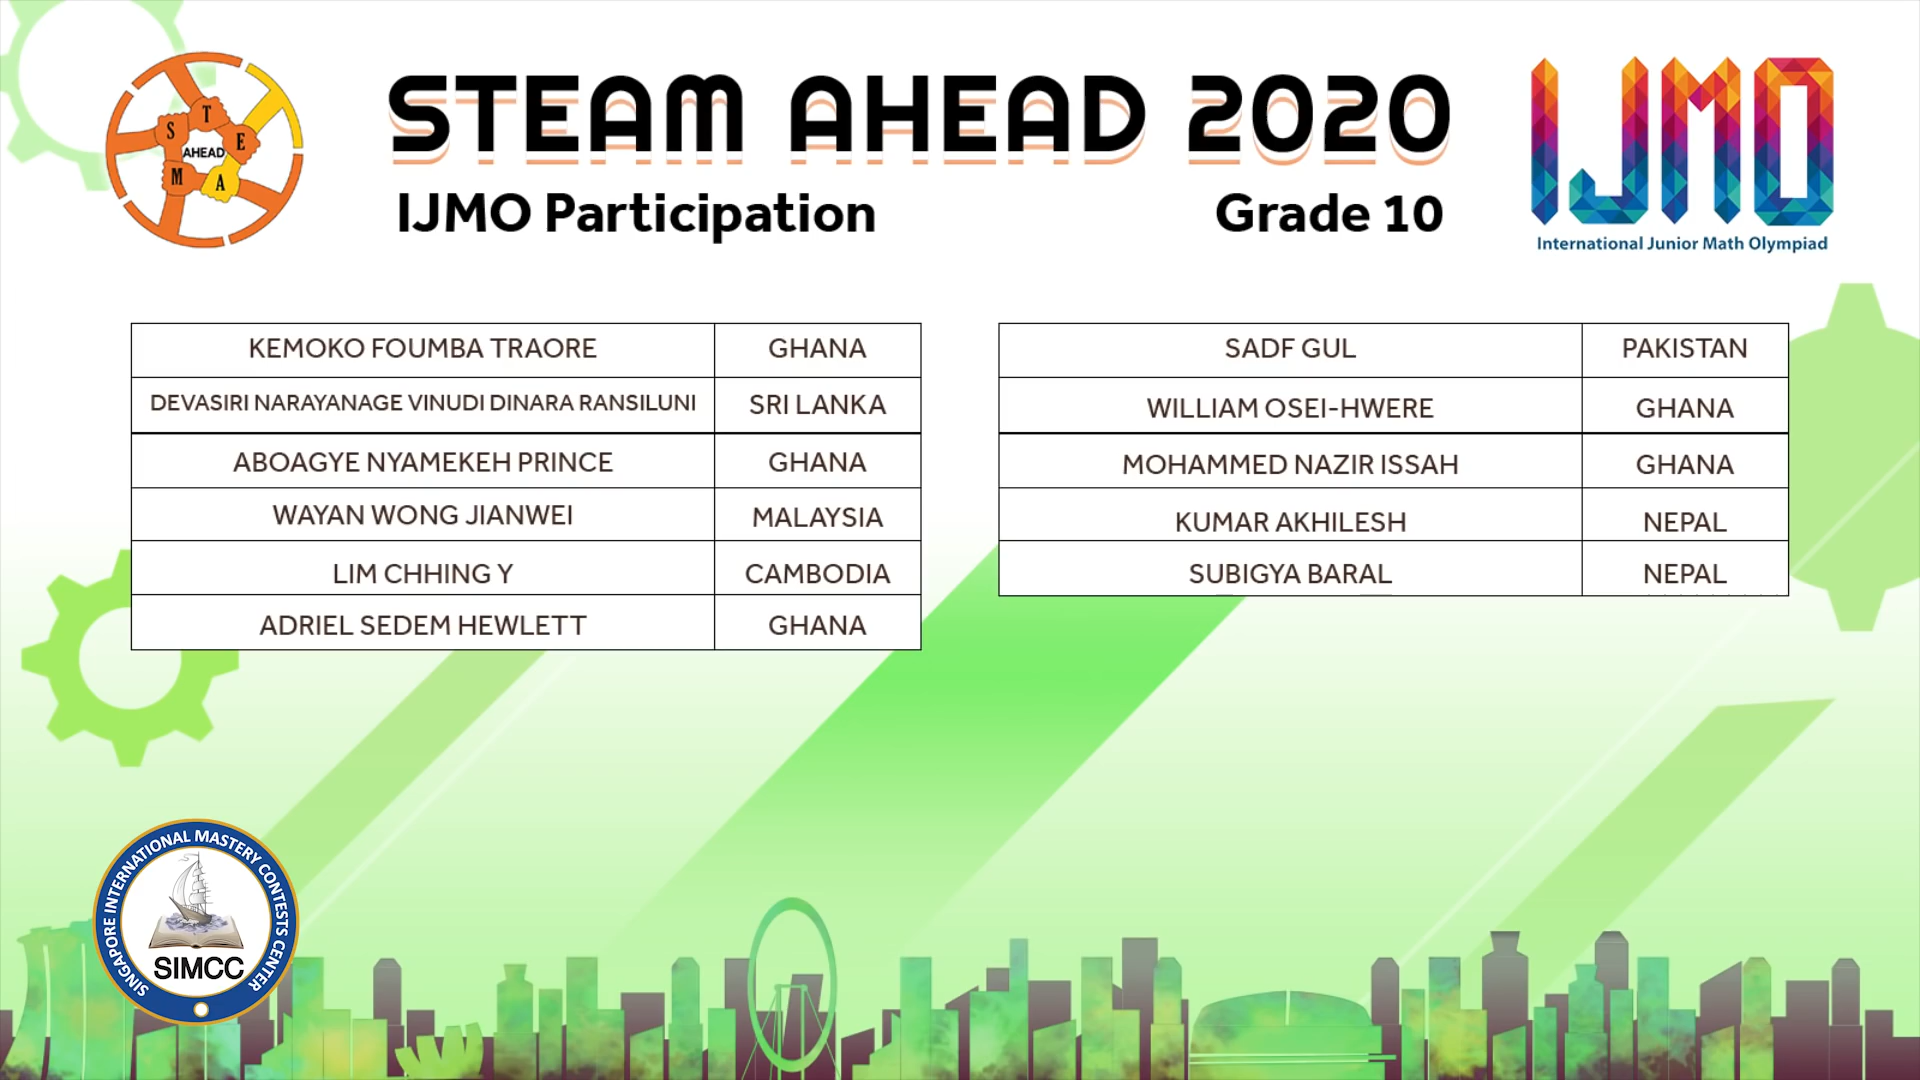 S T E A M
AHEAD
STEAM AHEAD 2020
IJMO Participation
Grade 10
IJMO
International Junior Math Olympiad
KEMOKO FOUMBA TRAORE GHANA
DEVASIRI NARAYANAGE VINUDI DINARA RANSILUNI SRI LANKA
ABOAGYE NYAMEKEH PRINCE GHANA
WAYAN WONG JIANWEI MALAYSIA
LIM CHHING Y CAMBODIA
ADRIEL SEDEM HEWLETT GHANA
SADF GUL PAKISTAN
WILLIAM OSEI-HWERE GHANA
MOHAMMED NAZIR ISSAH GHANA
KUMAR AKHILESH NEPAL
SUBIGYA BARAL NEPAL
SINGAPORE INTERNATIONAL MASTERY CONTESTS CENTER
SIMCC